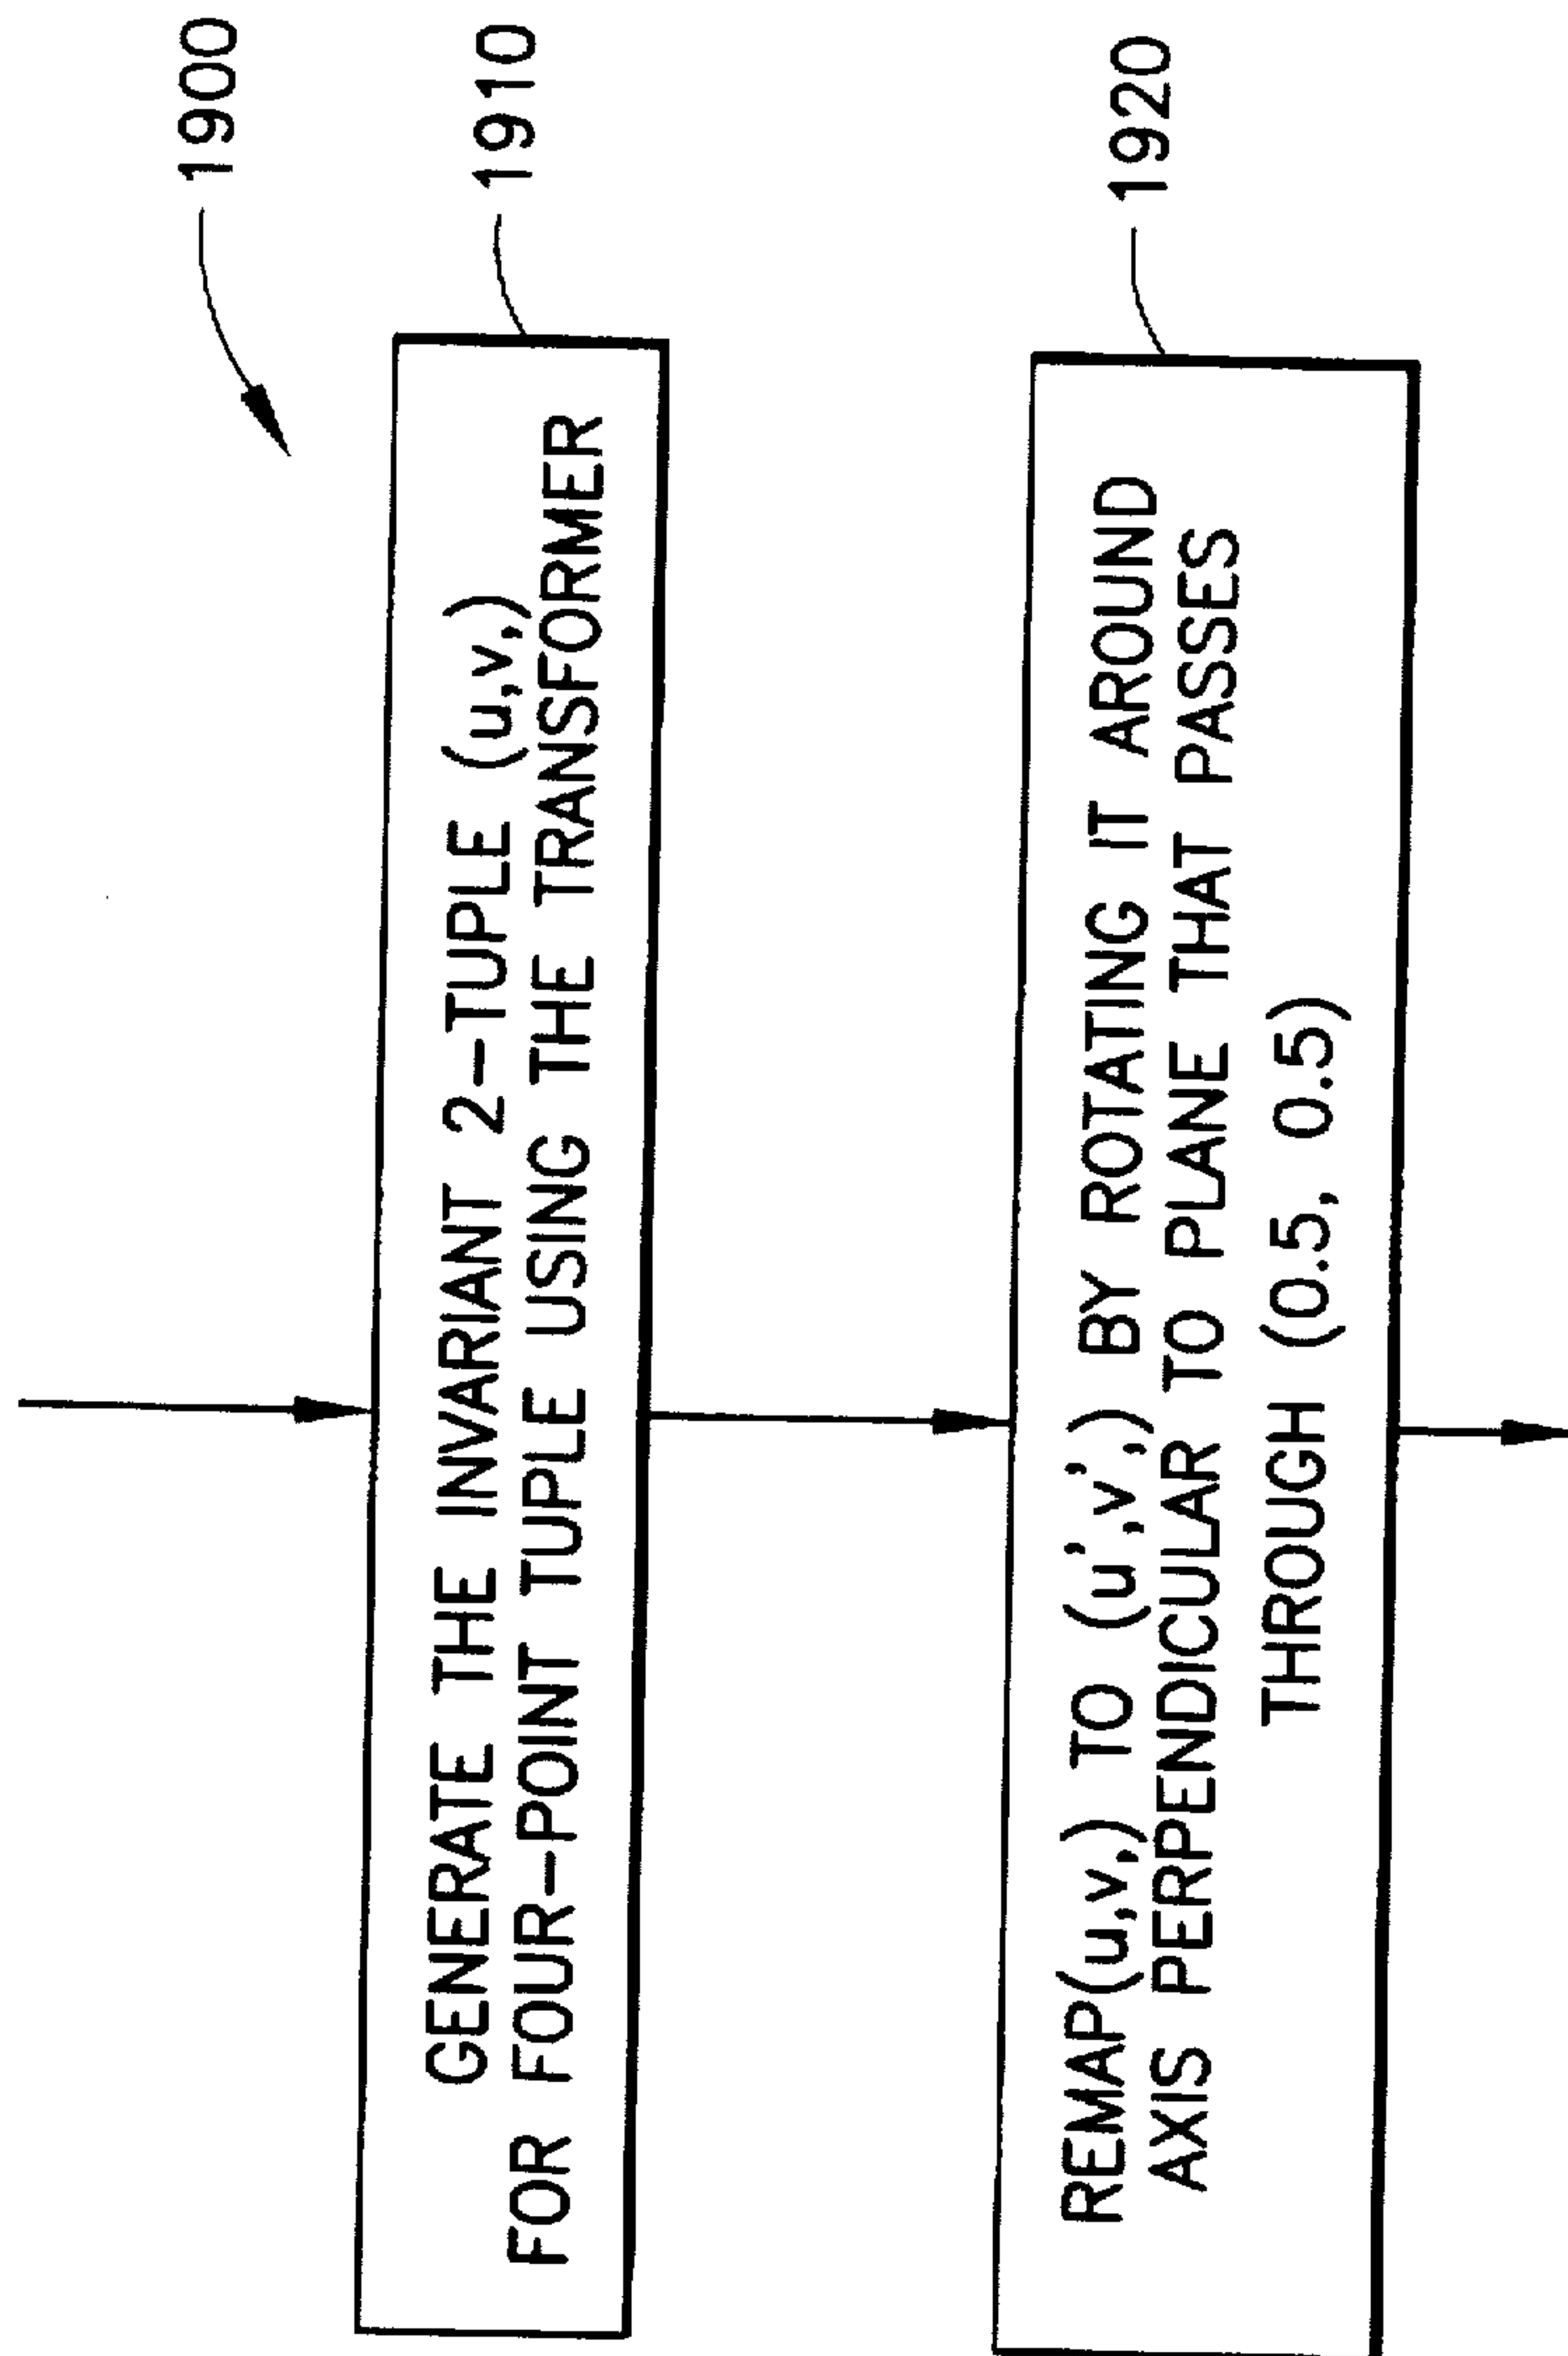 1900
1910
GENERATE THE INVARIANT 2-TUPLE (u,v,)
FOR FOUR-POINT TUPLE USING THE TRANSFORMER
1920
REMAP(u,v,) TO (u',v',) BY ROTATING IT AROUND
AXIS PERPENDICULAR TO PLANE THAT PASSES
THROUGH (0.5, 0.5)